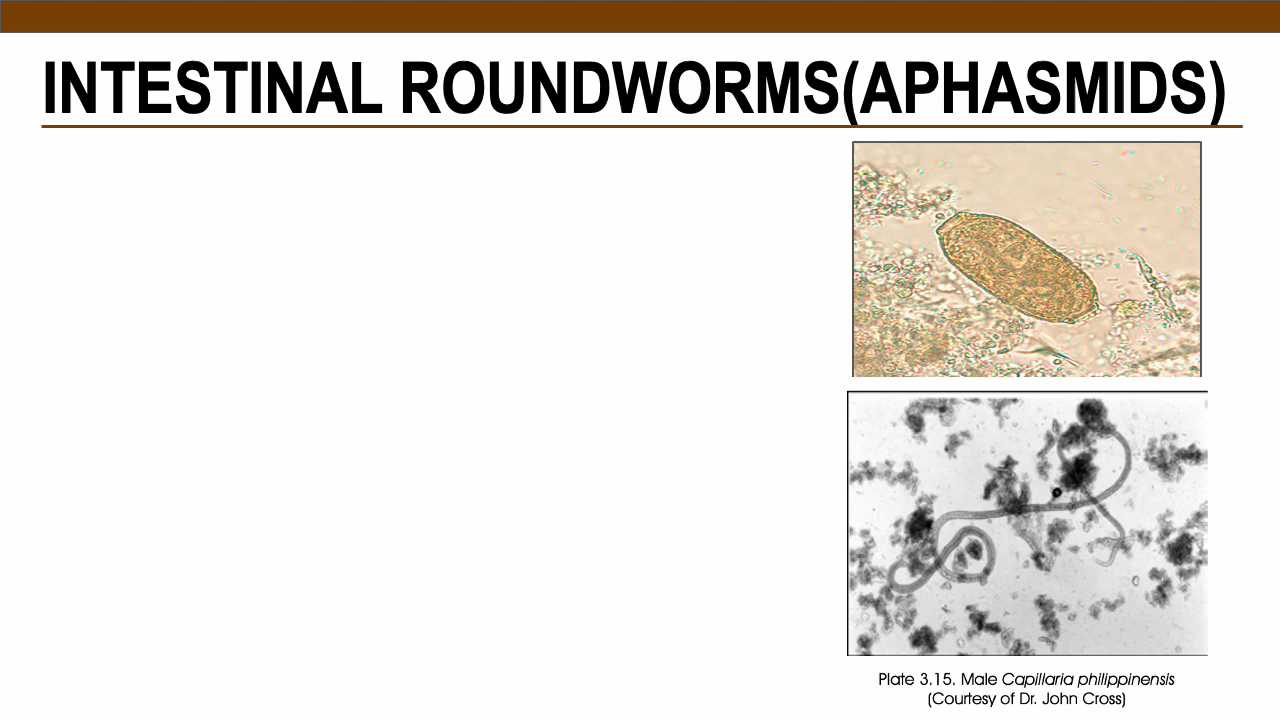 INTESTINAL ROUNDWORMS(APHASMIDS)
Plate 3.15. Male Capillaria philippinensis
(Courtesy of Dr. John Cross)